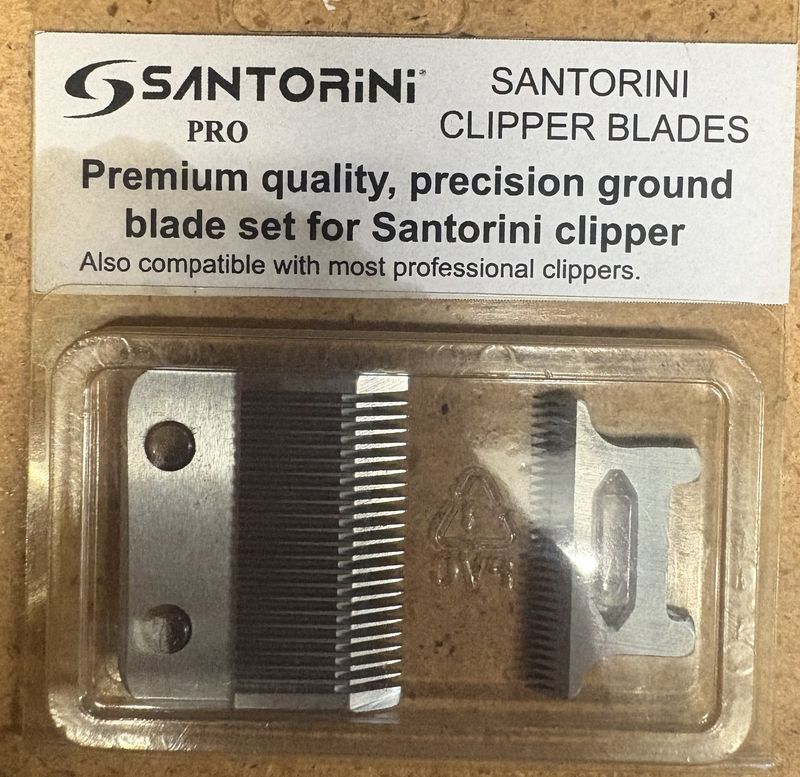 SANTORiNi
PRO
SANTORINI
CLIPPER BLADES
Premium quality, precision ground
blade set for Santorini clipper
Also compatible with most professional clippers.
PVC